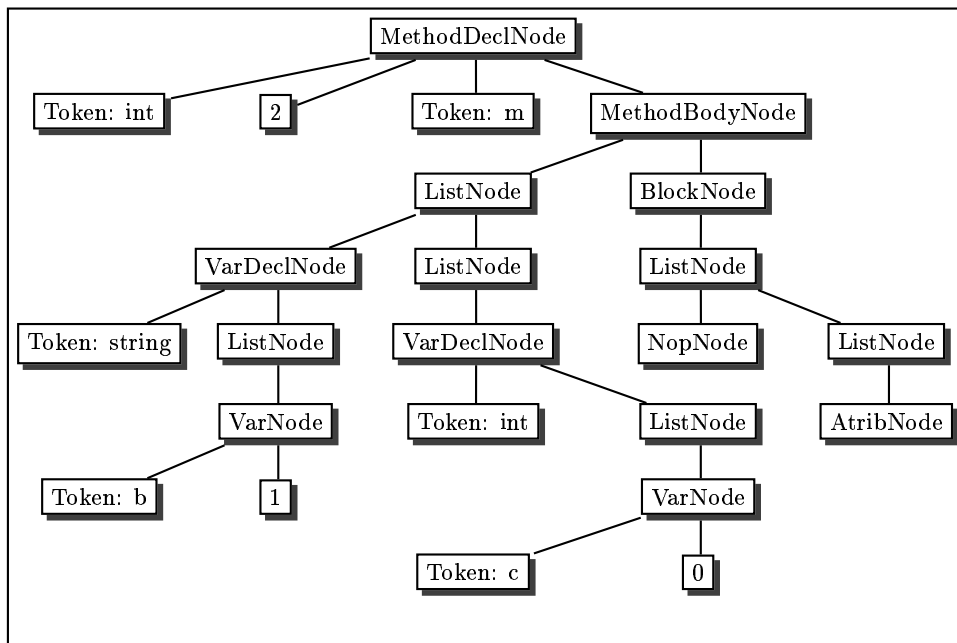 MethodDeclNode
Token: int 2 Token: m MethodBodyNode
ListNode BlockNode
VarDeclNode ListNode ListNode
Token: string ListNode VarDeclNode NopNode ListNode
VarNode Token: int ListNode AtribNode
Token: b 1 VarNode
Token: c 0